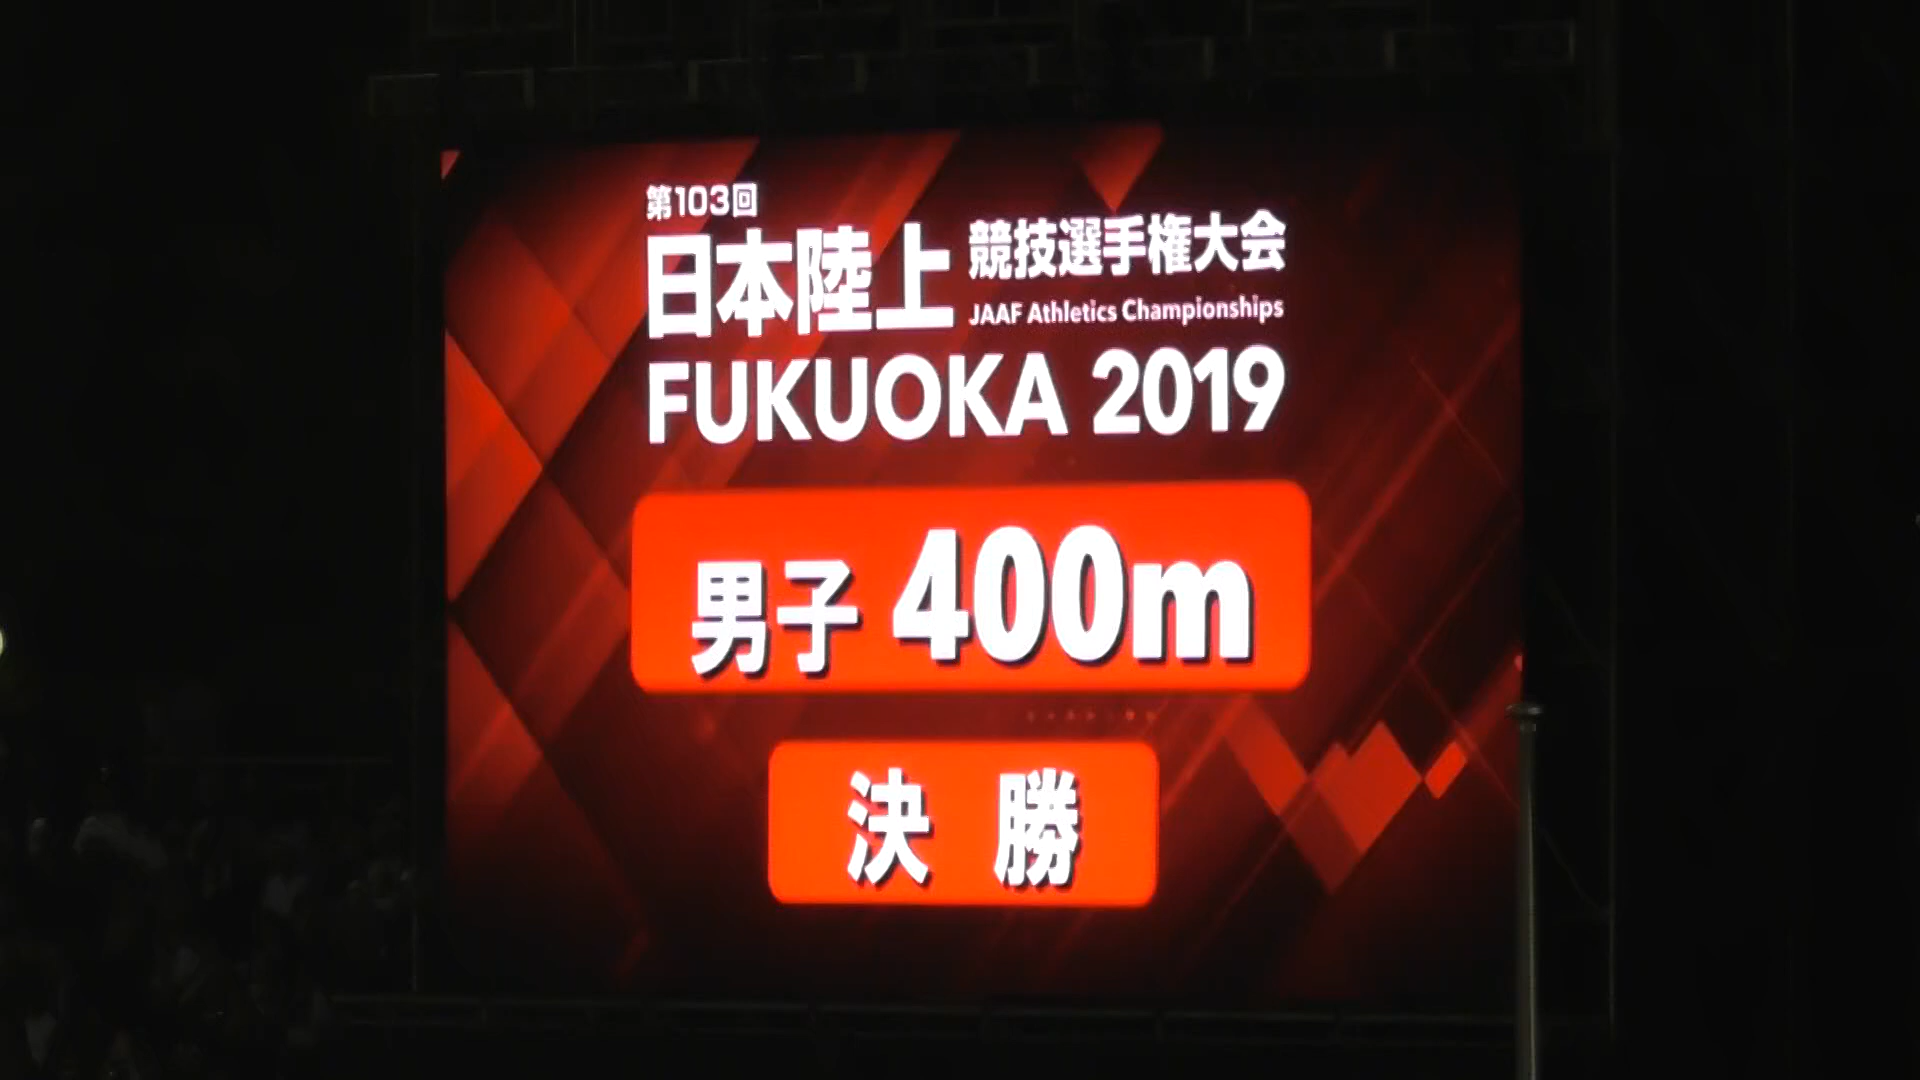 第103回
日本陸上 競技選手権大会
JAAF Athletics Championships
FUKUOKA 2019
男子 400m
決勝